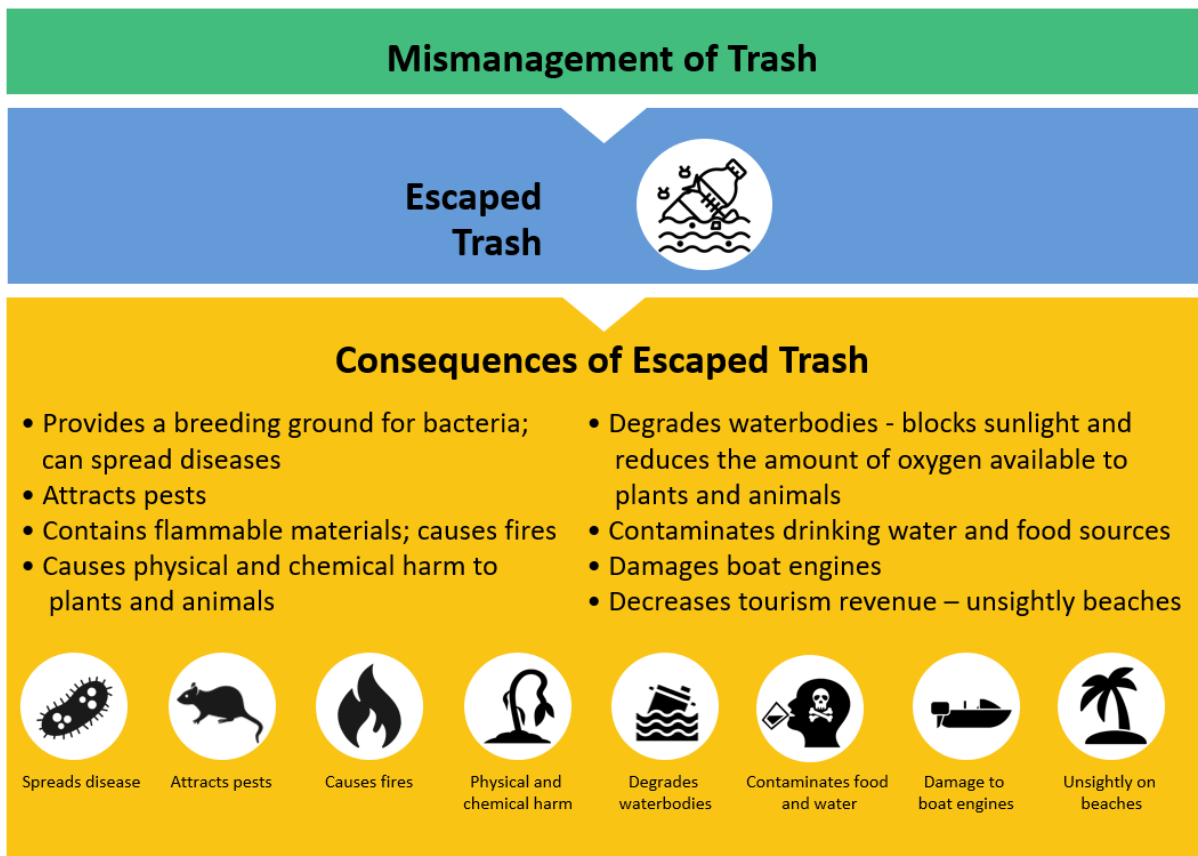 Mismanagement of Trash
Escaped
Trash
Consequences of Escaped Trash
• Provides a breeding ground for bacteria;
can spread diseases
• Attracts pests
• Contains flammable materials; causes fires
• Causes physical and chemical harm to
plants and animals
• Degrades waterbodies - blocks sunlight and
reduces the amount of oxygen available to
plants and animals
• Contaminates drinking water and food sources
• Damages boat engines
• Decreases tourism revenue – unsightly beaches
Spreads disease
Attracts pests
Causes fires
Physical and
chemical harm
Degrades
waterbodies
Contaminates food
and water
Damage to
boat engines
Unsightly on
beaches